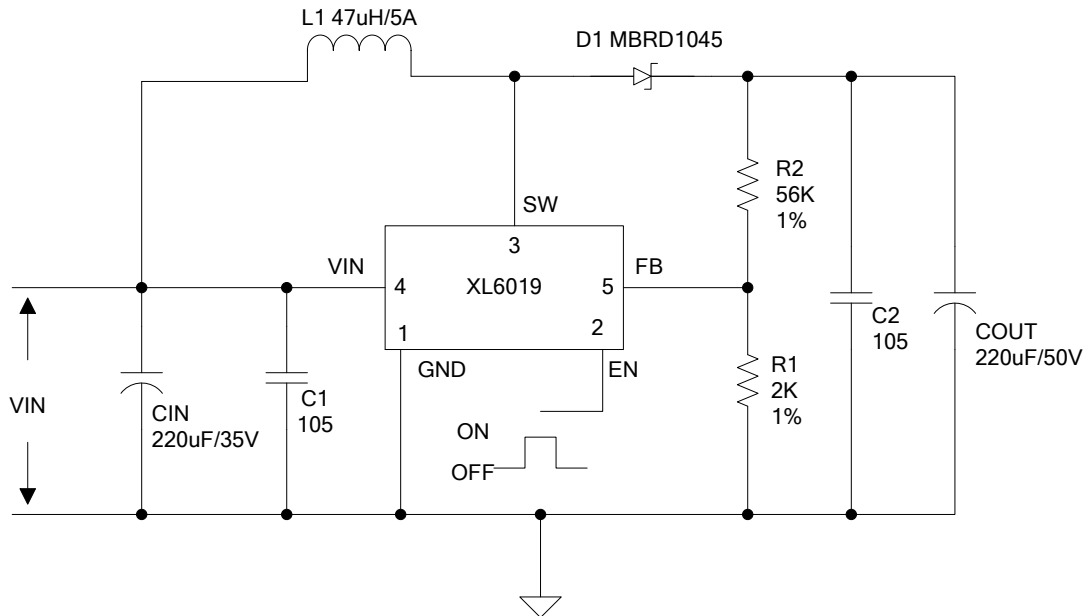 L1 47uH/5A
D1 MBRD1045
R2
56K
1%
SW
3
VIN
FB
4
XL6019
5
1
2
GND
EN
C2
105
COUT
220uF/50V
R1
2K
1%
VIN
CIN
220uF/35V
C1
105
ON
OFF